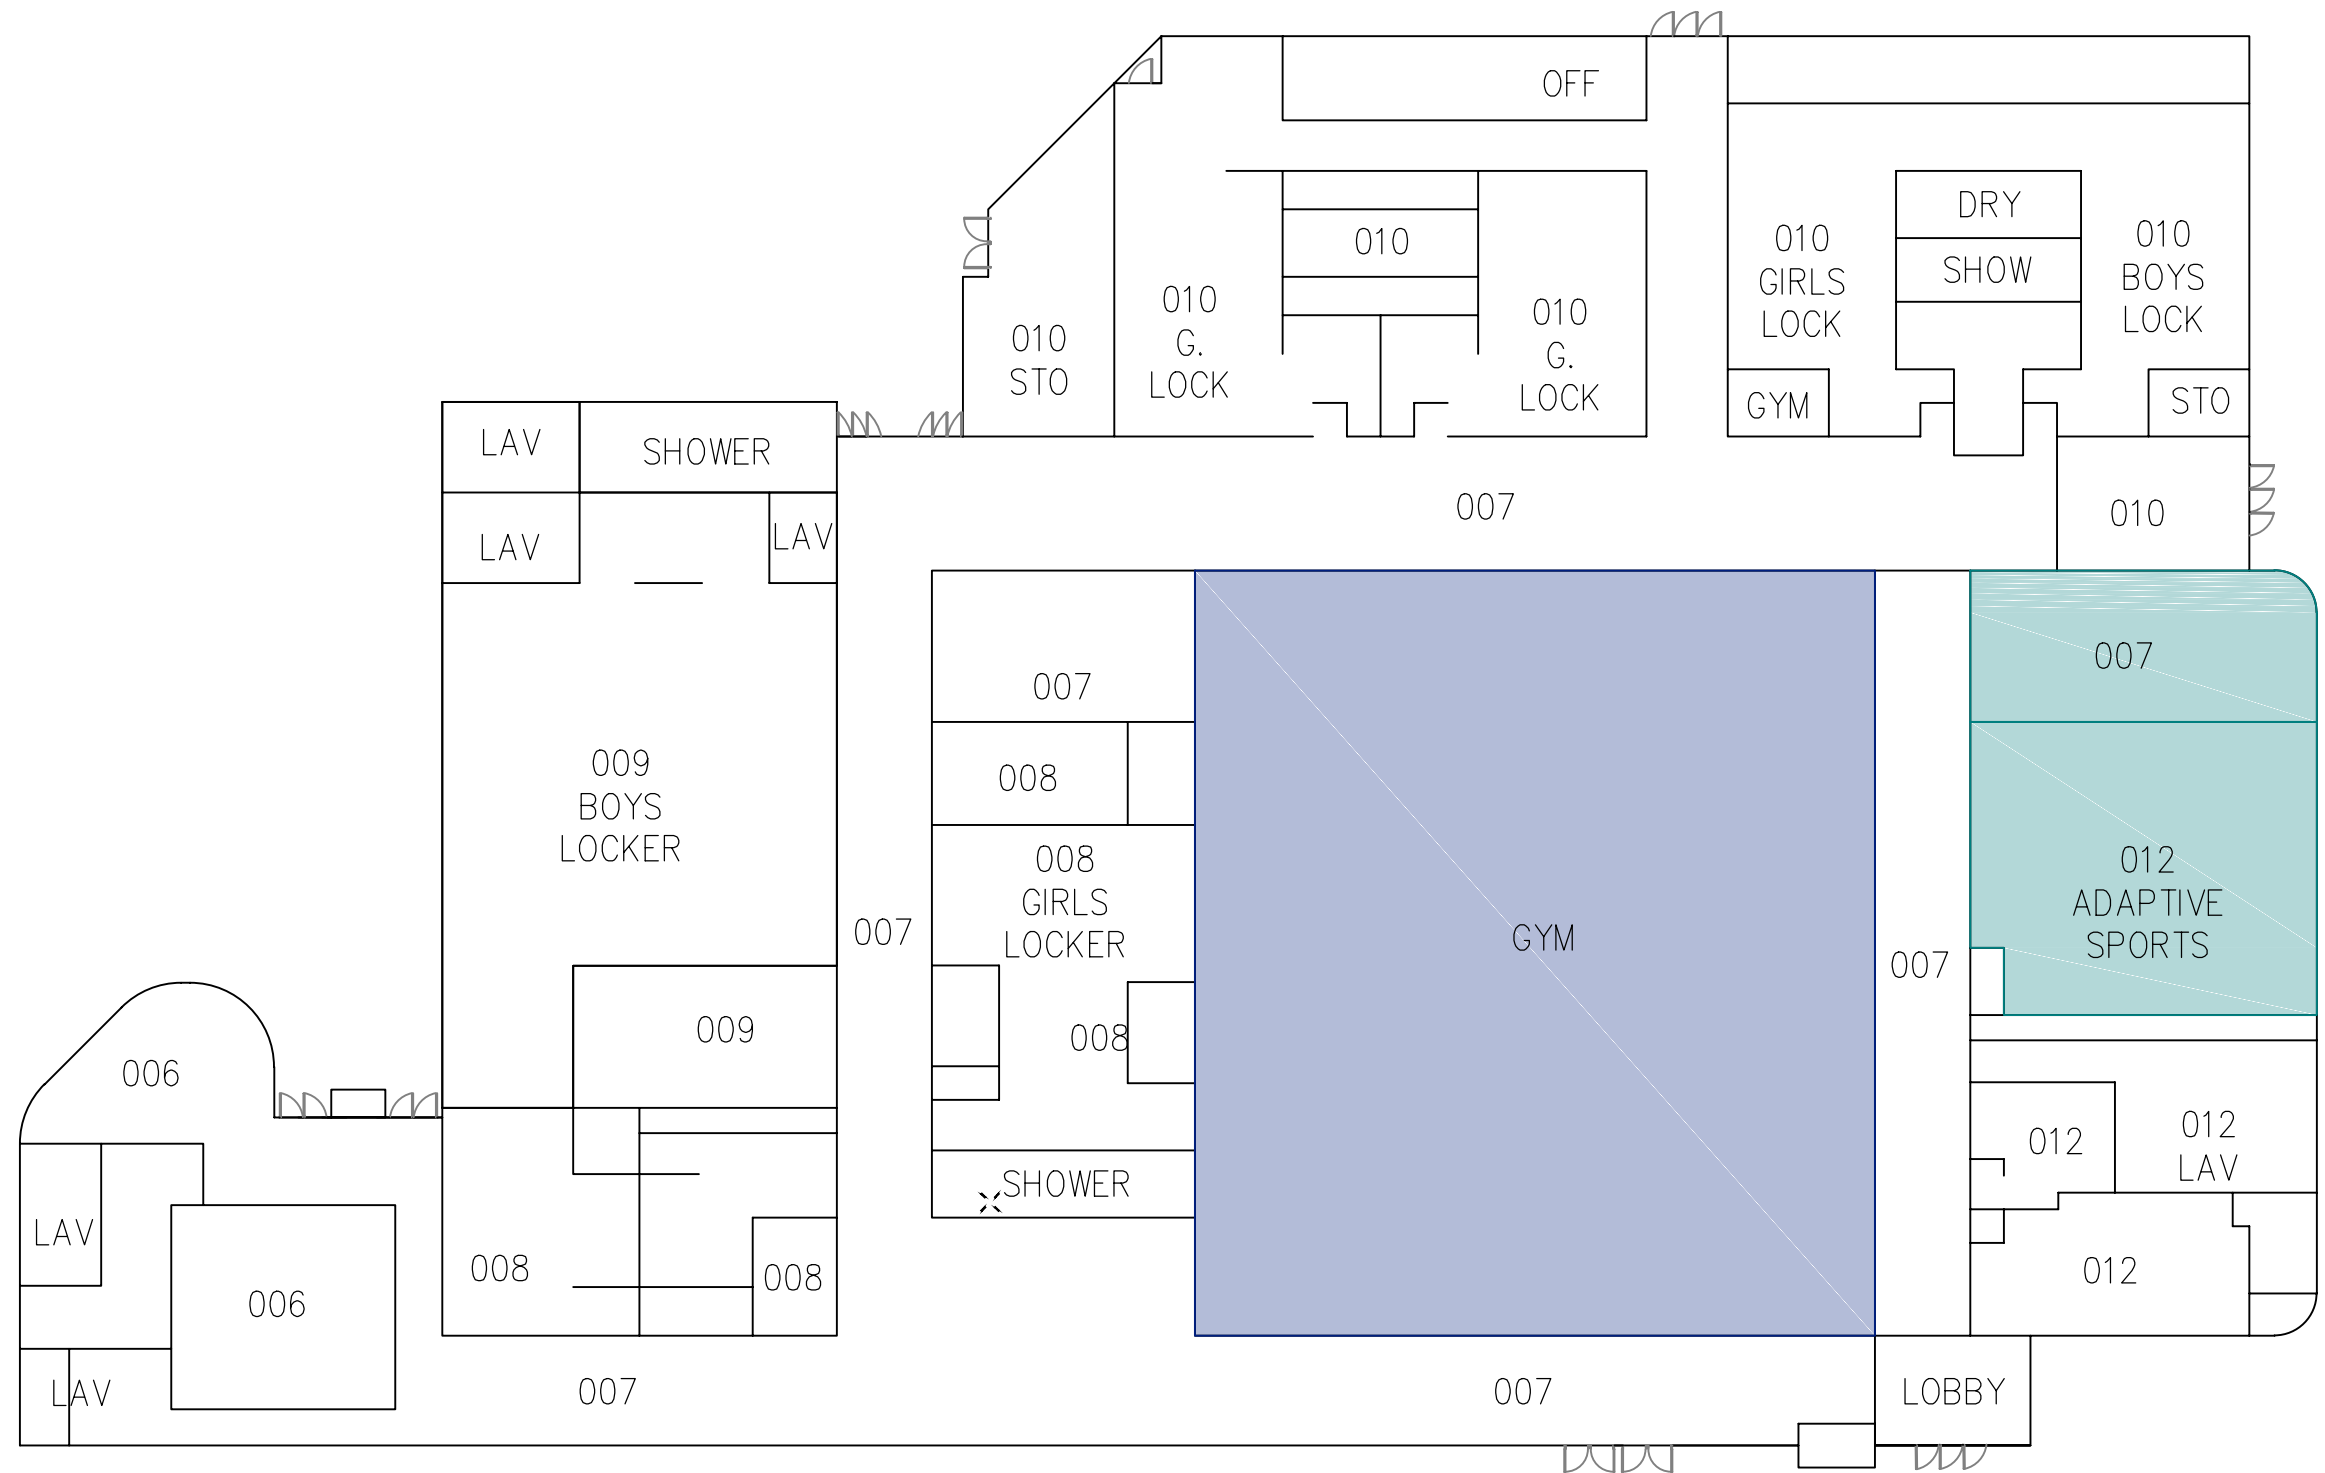 OFF
DRY
010
SHOW
010
GIRLS
LOCK
010
BOYS
LOCK
010
G.
LOCK
010
G.
LOCK
010
STO
GYM
STO
LAV
SHOWER
007
010
LAV
LAV
007
007
008
009
BOYS
LOCKER
008
GIRLS
LOCKER
012
ADAPTIVE
SPORTS
007
GYM
007
009
008
006
012
012
LAV
SHOWER
LAV
008
008
012
006
LAV
007
007
LOBBY